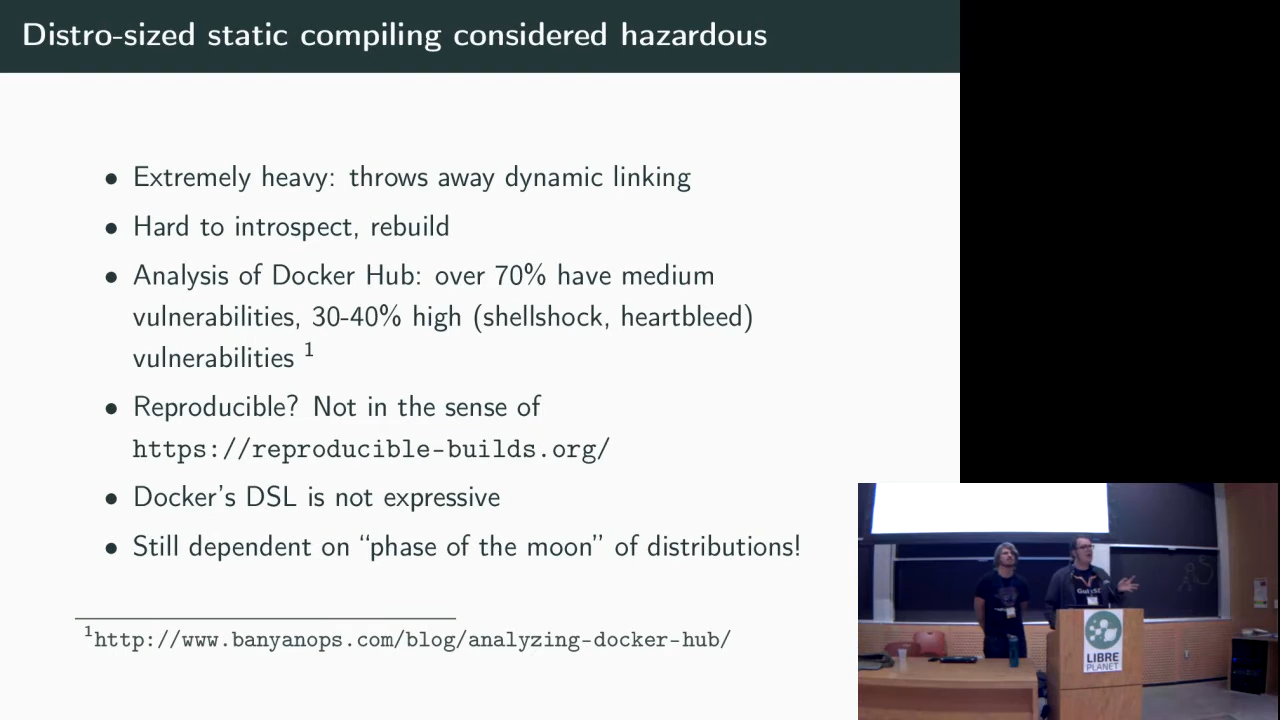 Distro-sized static compiling considered hazardous
• Extremely heavy: throws away dynamic linking
• Hard to introspect, rebuild
• Analysis of Docker Hub: over 70% have medium
vulnerabilities, 30-40% high (shellshock, heartbleed)
vulnerabilities 1
• Reproducible? Not in the sense of
https://reproducible-builds.org/
• Docker's DSL is not expressive
• Still dependent on “phase of the moon” of distributions!
1http://www.banyanops.com/blog/analyzing-docker-hub/
LIBRE
PLANET